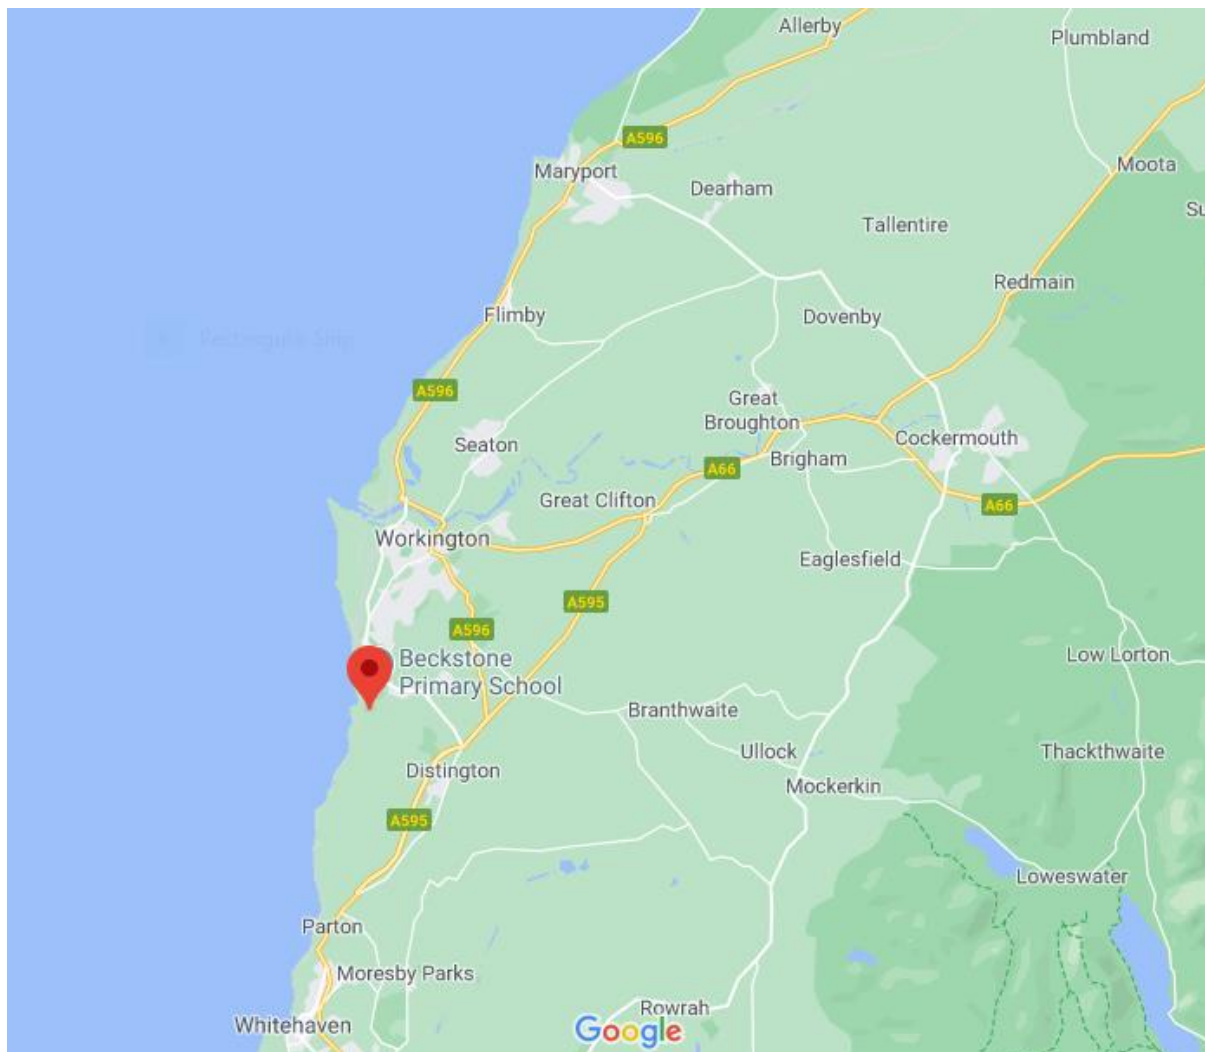 Allerby
Plumbland
A596
Maryport
Moota
Dearham
Su
Tallentire
Redmain
Flimby
Dovenby
A596
Great
Broughton
Seaton
Cockermouth
Brigham
A66
Great Clifton
A66
Workington
Eaglesfield
A595
A596
Beckstone
Primary School
Low Lorton
Branthwaite
Ullock
Thackthwaite
Distington
Mockerkin
A595
Loweswater
Parton
Moresby Parks
Rowrah
Whitehaven
Google